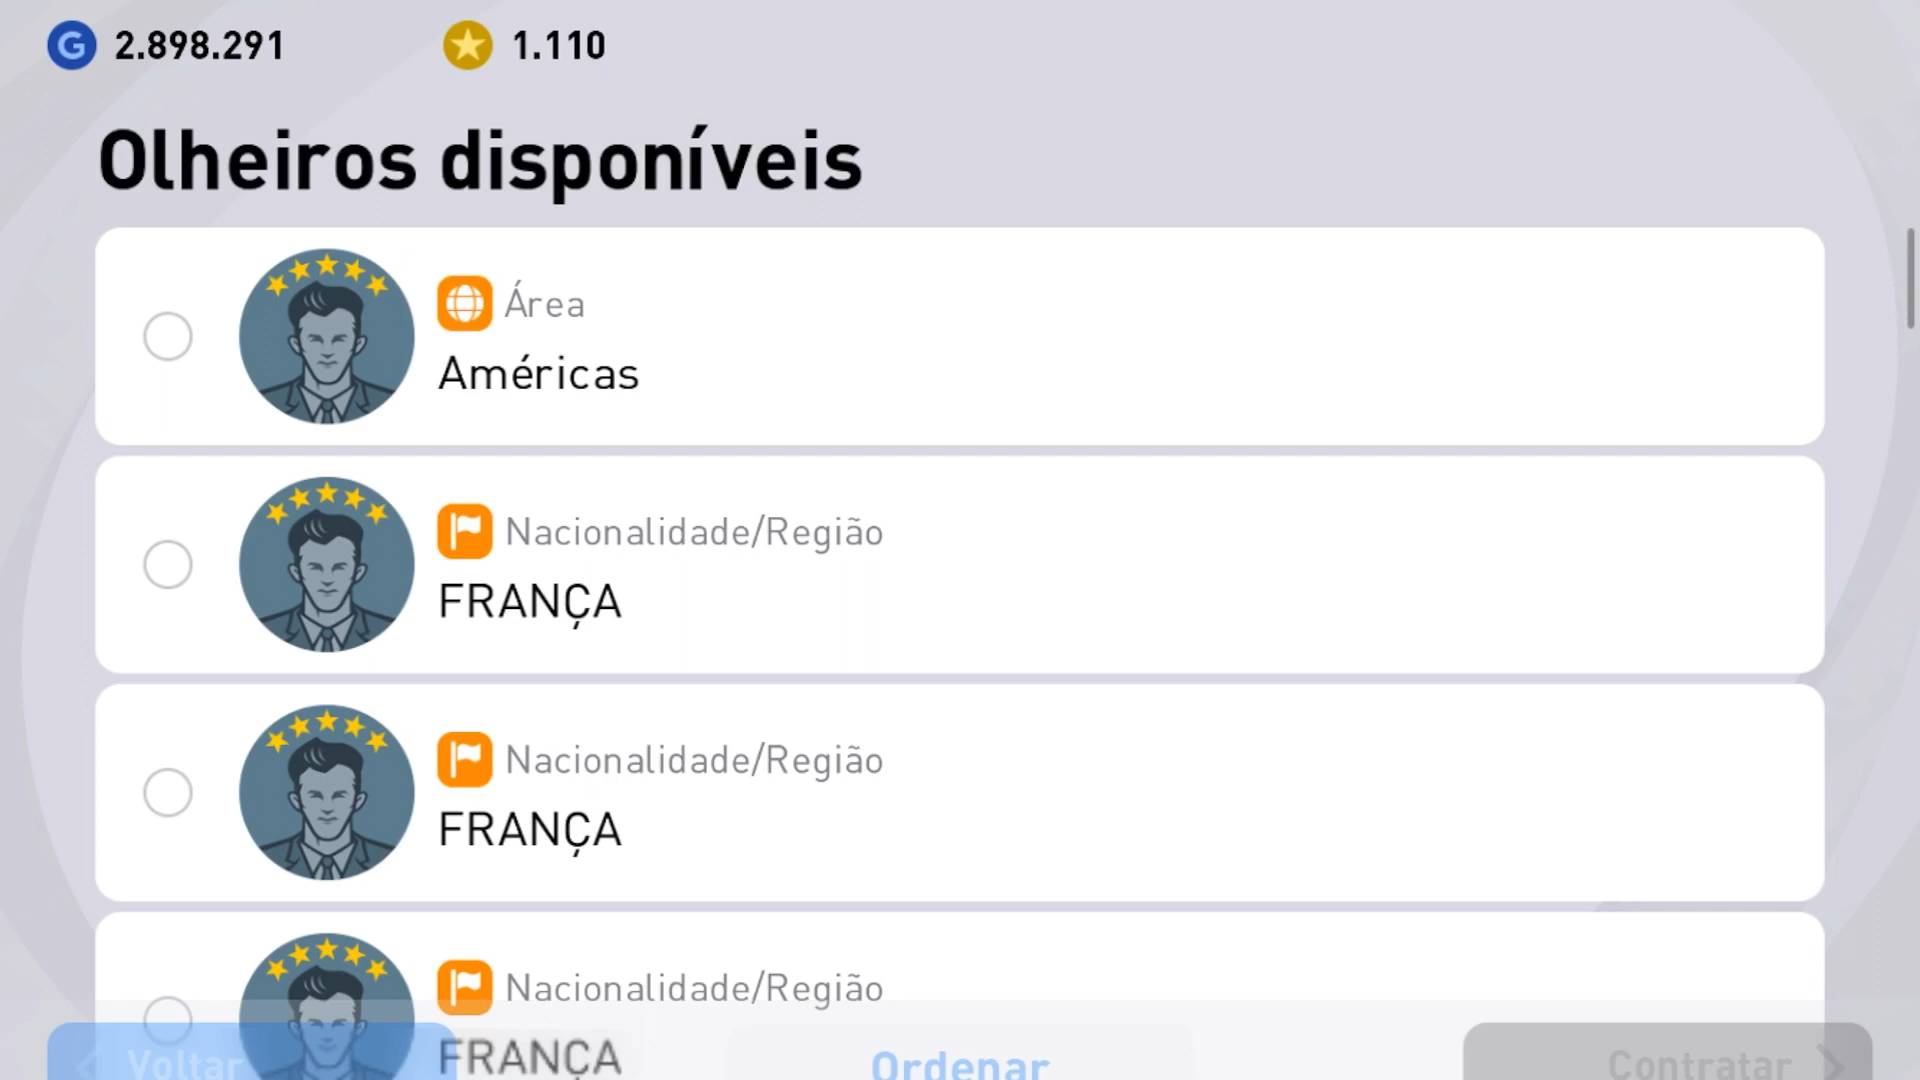 G 2.898.291 1.110
Olheiros disponíveis
Área
Américas
Nacionalidade/Região
FRANÇA
Nacionalidade/Região
FRANÇA
Nacionalidade/Região
FRANÇA
Voltar Ordenar Contratar